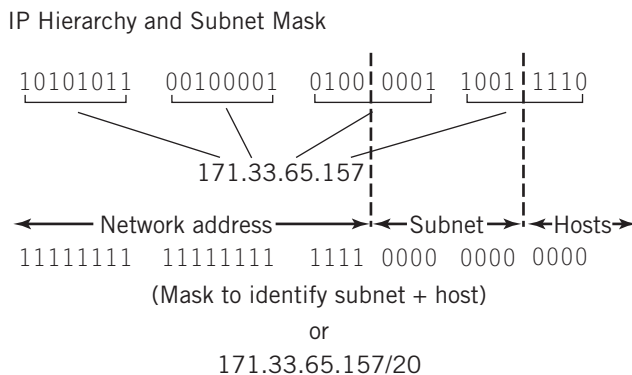 IP Hierarchy and Subnet Mask
10101011 00100001 0100 0001 1001 1110
171.33.65.157
Network address Subnet Hosts
11111111 11111111 1111 0000 0000 0000
(Mask to identify subnet + host)
or
171.33.65.157/20